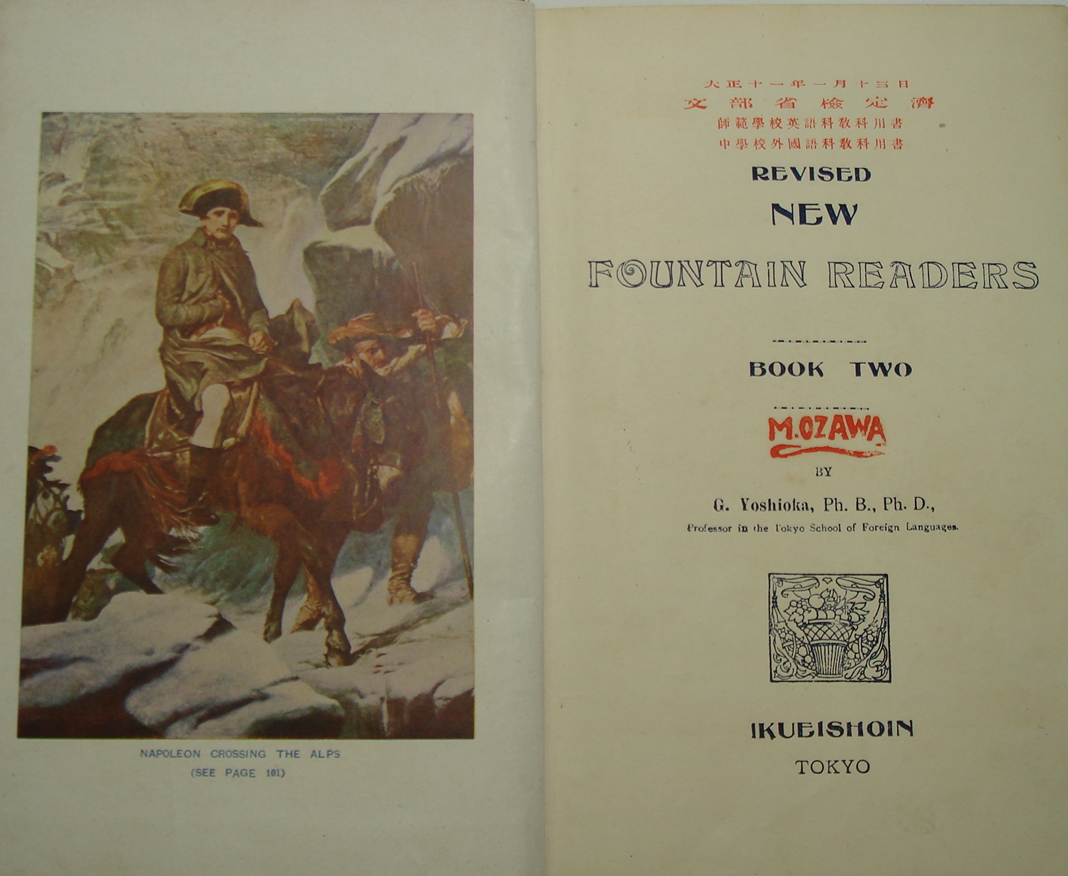 NAPOLEON CROSSING THE ALPS
(SEE PAGE 101)
大正十一年一月十三日
文部省檢定濟
師範學校英語科敎科用書
中學校外國語科敎科用書
REVISED
NEW
FOUNTAIN READERS
BOOK TWO
M.OZAWA
BY
G. Yoshioka, Ph. B., Ph. D.,
Professor in the Tokyo School of Foreign Languages.
IKUEISHOIN
TOKYO